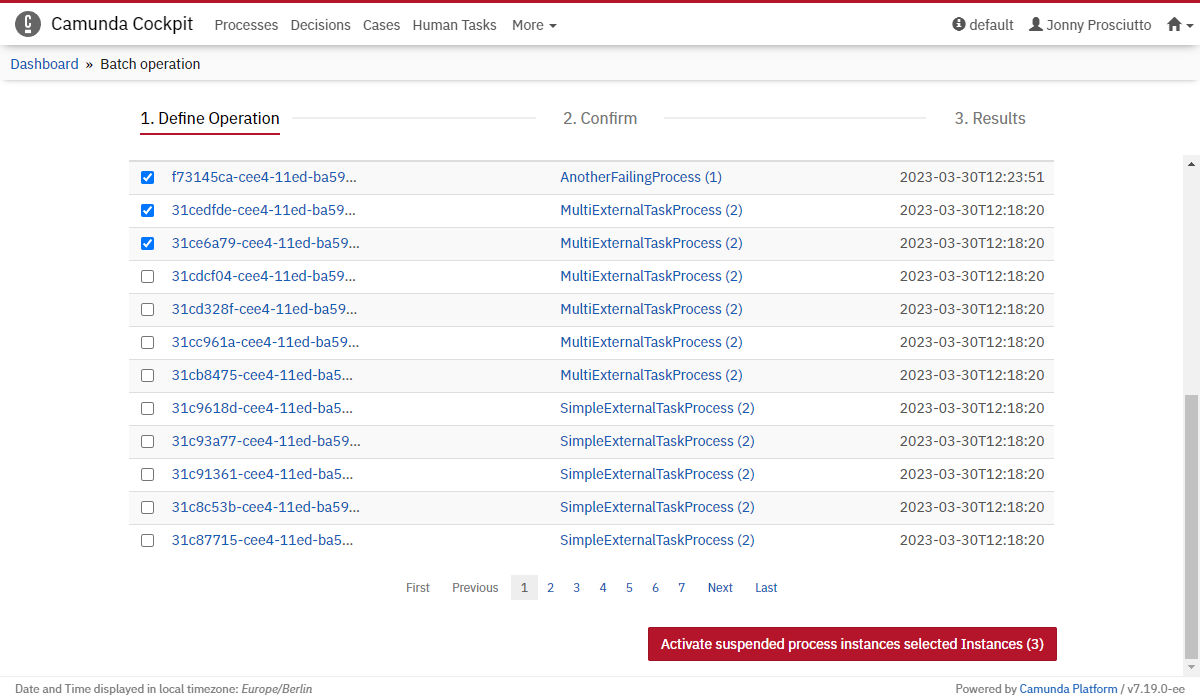 Camunda Cockpit Processes Decisions Cases Human Tasks More default Jonny Prosciutto
Dashboard » Batch operation
1. Define Operation 2. Confirm 3. Results
f73145ca-cee4-11ed-ba59... AnotherFailingProcess (1) 2023-03-30T12:23:51
31cedfde-cee4-11ed-ba59... MultiExternalTaskProcess (2) 2023-03-30T12:18:20
31ce6a79-cee4-11ed-ba59... MultiExternalTaskProcess (2) 2023-03-30T12:18:20
31cdcf04-cee4-11ed-ba59... MultiExternalTaskProcess (2) 2023-03-30T12:18:20
31cd328f-cee4-11ed-ba59... MultiExternalTaskProcess (2) 2023-03-30T12:18:20
31cc961a-cee4-11ed-ba59... MultiExternalTaskProcess (2) 2023-03-30T12:18:20
31cb8475-cee4-11ed-ba5... MultiExternalTaskProcess (2) 2023-03-30T12:18:20
31c9618d-cee4-11ed-ba5... SimpleExternalTaskProcess (2) 2023-03-30T12:18:20
31c93a77-cee4-11ed-ba59... SimpleExternalTaskProcess (2) 2023-03-30T12:18:20
31c91361-cee4-11ed-ba5... SimpleExternalTaskProcess (2) 2023-03-30T12:18:20
31c8c53b-cee4-11ed-ba59... SimpleExternalTaskProcess (2) 2023-03-30T12:18:20
31c87715-cee4-11ed-ba5... SimpleExternalTaskProcess (2) 2023-03-30T12:18:20
First Previous 1 2 3 4 5 6 7 Next Last
Activate suspended process instances selected Instances (3)
Date and Time displayed in local timezone: Europe/Berlin Powered by Camunda Platform / v7.19.0-ee